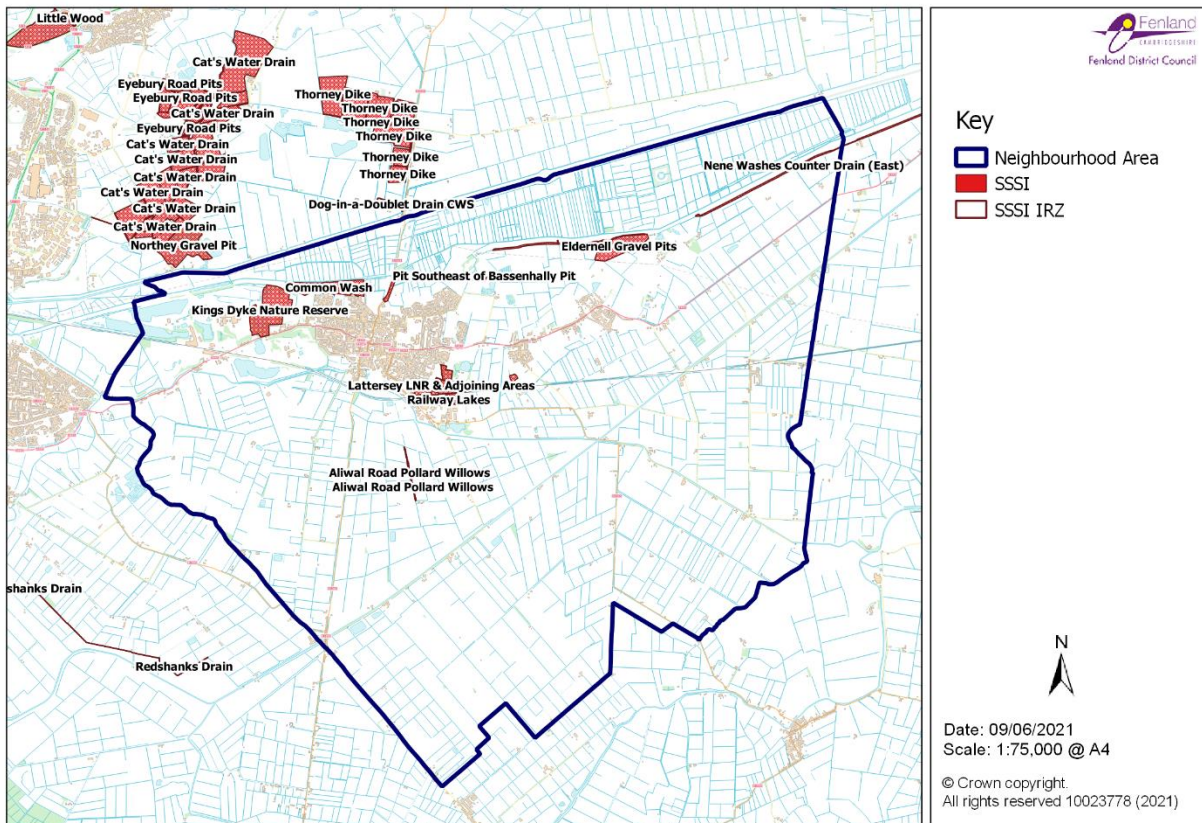 Little Wood
Cat's Water Drain
Eyebury Road Pits
Eyebury Road Pits
Cat's Water Drain
Eyebury Road Pits
Cat's Water Drain
Cat's Water Drain
Cat's Water Drain
Cat's Water Drain
Cat's Water Drain
Cat's Water Drain
Northey Gravel Pit
Thorney Dike
Thorney Dike
Thorney Dike
Thorney Dike
Thorney Dike
Thorney Dike
Dog-in-a-Doublet Drain CWS
Nene Washes Counter Drain (East)
Eldernell Gravel Pits
Pit Southeast of Bassenhally Pit
Common Wash
Kings Dyke Nature Reserve
Lattersey LNR & Adjoining Areas
Railway Lakes
Aliwal Road Pollard Willows
Aliwal Road Pollard Willows
shanks Drain
Redshanks Drain
Fenland
CAMBRIDGESHIRE
Fenland District Council
Key
Neighbourhood Area
SSSI
SSSI IRZ
N
Date: 09/06/2021
Scale: 1:75,000 @ A4
© Crown copyright.
All rights reserved 10023778 (2021)